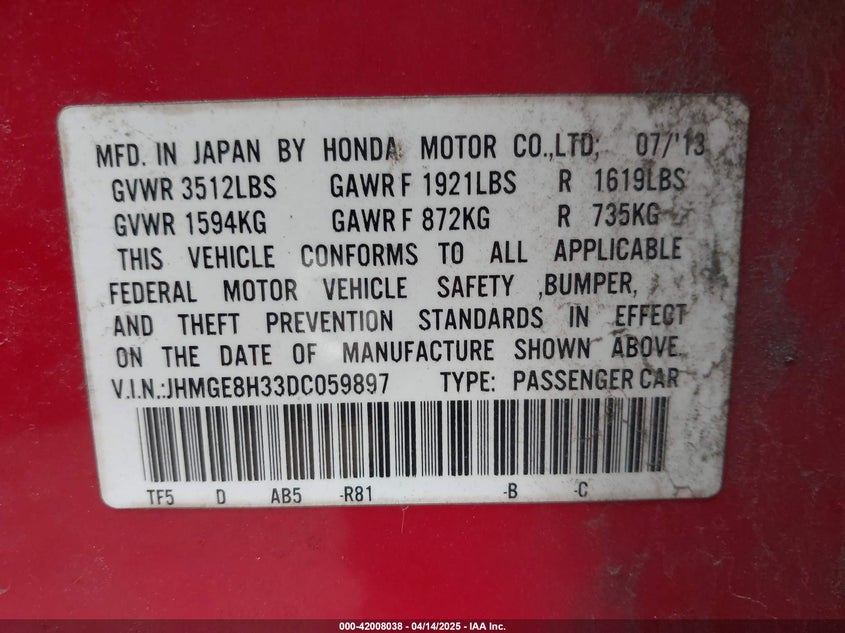 MFD. IN JAPAN BY HONDA MOTOR CO.,LTD; 07/'13
GVWR 3512LBS GAWR F 1921LBS R 1619LBS
GVWR 1594KG GAWR F 872KG R 735KG
THIS VEHICLE CONFORMS TO ALL APPLICABLE
FEDERAL MOTOR VEHICLE SAFETY ,BUMPER,
AND THEFT PREVENTION STANDARDS IN EFFECT
ON THE DATE OF MANUFACTURE SHOWN ABOVE.
V.I.N.:JHMGE8H33DC059897 TYPE: PASSENGER CAR
TF5 D AB5 -R81 -B -C
000-42008038 - 04/14/2025 - IAA Inc.